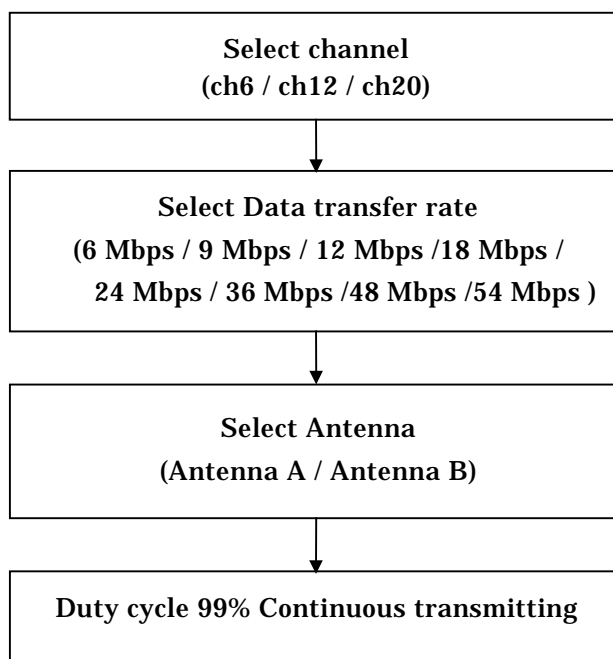 Select channel
(ch6 / ch12 / ch20)
Select Data transfer rate
(6 Mbps / 9 Mbps / 12 Mbps /18 Mbps /
24 Mbps / 36 Mbps /48 Mbps /54 Mbps )
Select Antenna
(Antenna A / Antenna B)
Duty cycle 99% Continuous transmitting